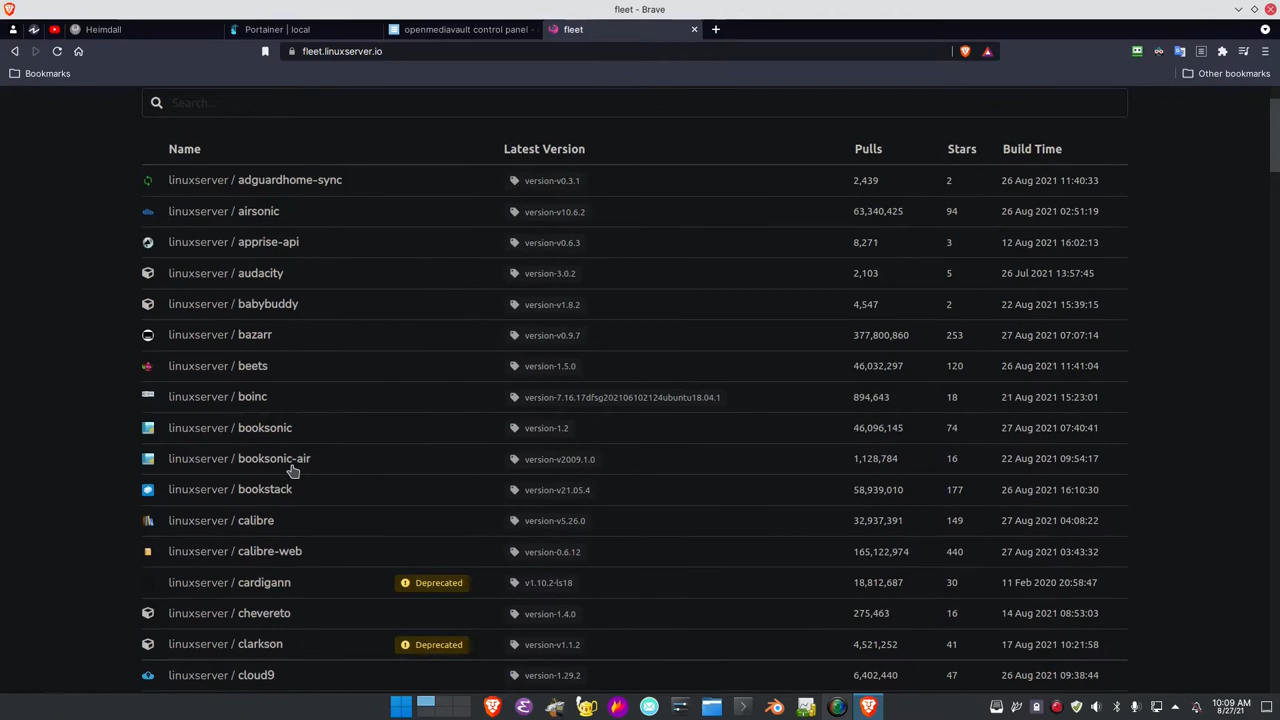 fleet - Brave
Heimdall
Portainer | local
openmediavault control panel -
fleet
fleet.linuxserver.io
Bookmarks
Other bookmarks
Search...
Name Latest Version Pulls Stars Build Time
linuxserver / adguardhome-sync version-v0.3.1 2,439 2 26 Aug 2021 11:40:33
linuxserver / airsonic version-v10.6.2 63,340,425 94 26 Aug 2021 02:51:19
linuxserver / apprise-api version-v0.6.3 8,271 3 12 Aug 2021 16:02:13
linuxserver / audacity version-3.0.2 2,103 5 26 Jul 2021 13:57:45
linuxserver / babybuddy version-v1.8.2 4,547 2 22 Aug 2021 15:39:15
linuxserver / bazarr version-v0.9.7 377,800,860 253 27 Aug 2021 07:07:14
linuxserver / beets version-1.5.0 46,032,297 120 26 Aug 2021 11:41:04
linuxserver / boinc version-7.16.17dfsg202106102124ubuntu18.04.1 894,643 18 21 Aug 2021 15:23:01
linuxserver / booksonic version-1.2 46,096,145 74 27 Aug 2021 07:40:41
linuxserver / booksonic-air version-v2009.1.0 1,128,784 16 22 Aug 2021 09:54:17
linuxserver / bookstack version-v21.05.4 58,939,010 177 26 Aug 2021 16:10:30
linuxserver / calibre version-v5.26.0 32,937,391 149 27 Aug 2021 04:08:22
linuxserver / calibre-web version-0.6.12 165,122,974 440 27 Aug 2021 03:43:32
linuxserver / cardigann Deprecated v1.10.2-ls18 18,812,687 30 11 Feb 2020 20:58:47
linuxserver / chevereto version-1.4.0 275,463 16 14 Aug 2021 08:53:03
linuxserver / clarkson Deprecated version-v1.1.2 4,521,252 41 17 Aug 2021 10:21:58
linuxserver / cloud9 version-1.29.2 6,402,440 47 26 Aug 2021 09:38:44
10:09 AM
8/27/21